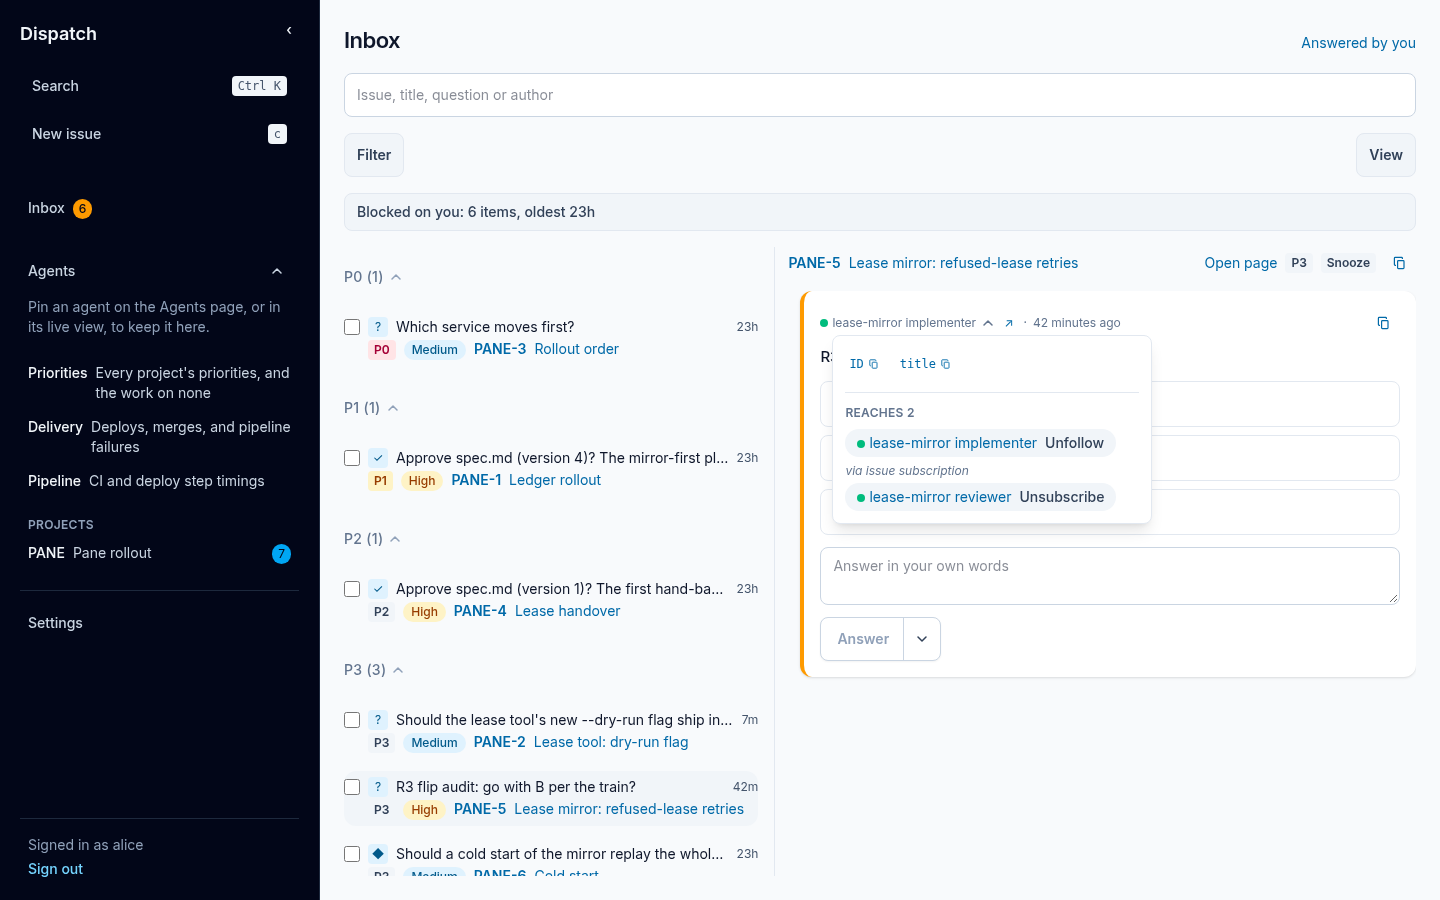 Dispatch
Search
Ctrl K
New issue
c
Inbox 6
Agents
Pin an agent on the Agents page, or in
its live view, to keep it here.
Priorities Every project's priorities, and
the work on none
Delivery Deploys, merges, and pipeline
failures
Pipeline CI and deploy step timings
PROJECTS
PANE Pane rollout 7
Settings
Signed in as alice
Sign out
Inbox
Answered by you
Issue, title, question or author
Filter
View
Blocked on you: 6 items, oldest 23h
P0 (1)
? Which service moves first? 23h
P0 Medium PANE-3 Rollout order
P1 (1)
Approve spec.md (version 4)? The mirror-first pl... 23h
P1 High PANE-1 Ledger rollout
P2 (1)
Approve spec.md (version 1)? The first hand-ba... 23h
P2 High PANE-4 Lease handover
P3 (3)
? Should the lease tool's new --dry-run flag ship in... 7m
P3 Medium PANE-2 Lease tool: dry-run flag
? R3 flip audit: go with B per the train? 42m
P3 High PANE-5 Lease mirror: refused-lease retries
Should a cold start of the mirror replay the whol... 23h
P3 Medium PANE-6 Cold start
PANE-5 Lease mirror: refused-lease retries
Open page P3 Snooze
lease-mirror implementer · 42 minutes ago
R3
ID title
REACHES 2
lease-mirror implementer Unfollow
via issue subscription
lease-mirror reviewer Unsubscribe
Answer in your own words
Answer